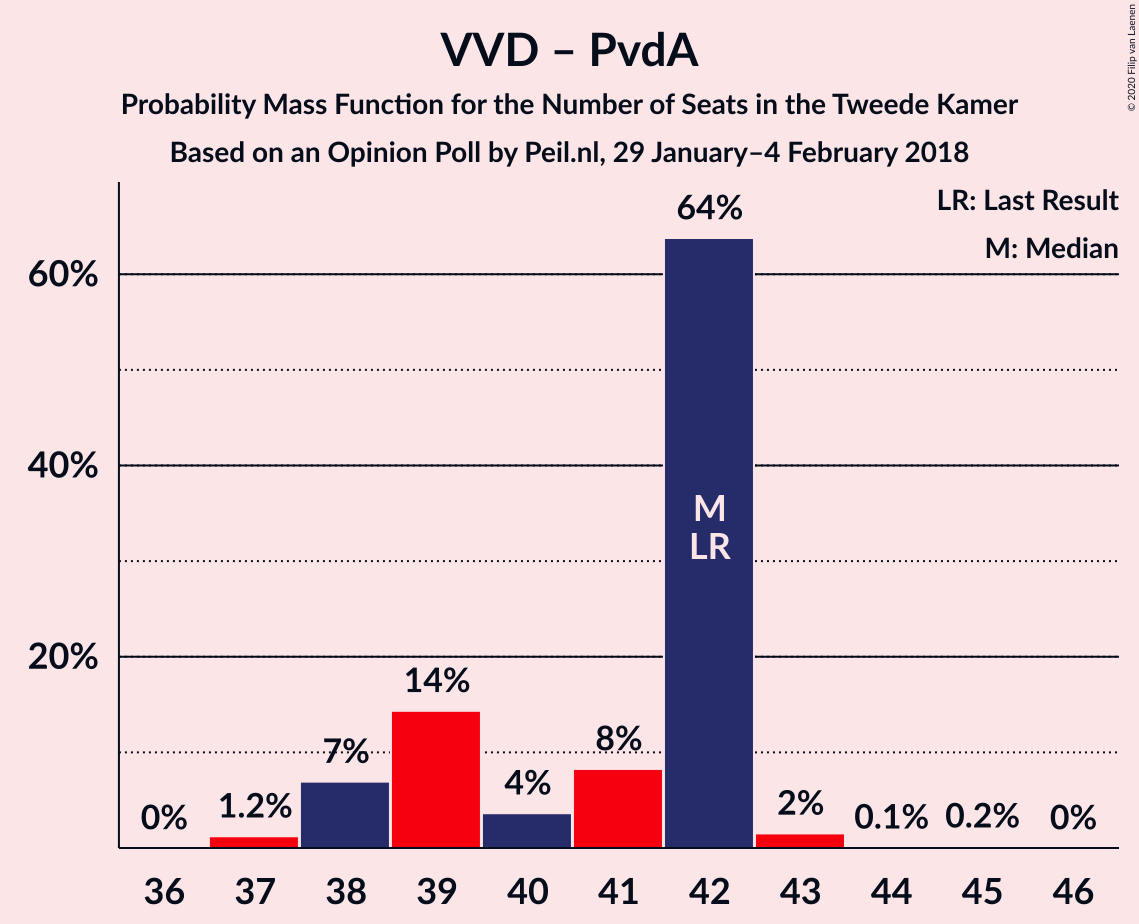 VVD – PvdA
Probability Mass Function for the Number of Seats in the Tweede Kamer
Based on an Opinion Poll by Peil.nl, 29 January–4 February 2018
© 2020 Filip van Laenen
LR: Last Result
M: Median
60%
40%
20%
0%
1.2%
7%
14%
4%
8%
64%
M
LR
2%
0.1%
0.2%
0%
36 37 38 39 40 41 42 43 44 45 46